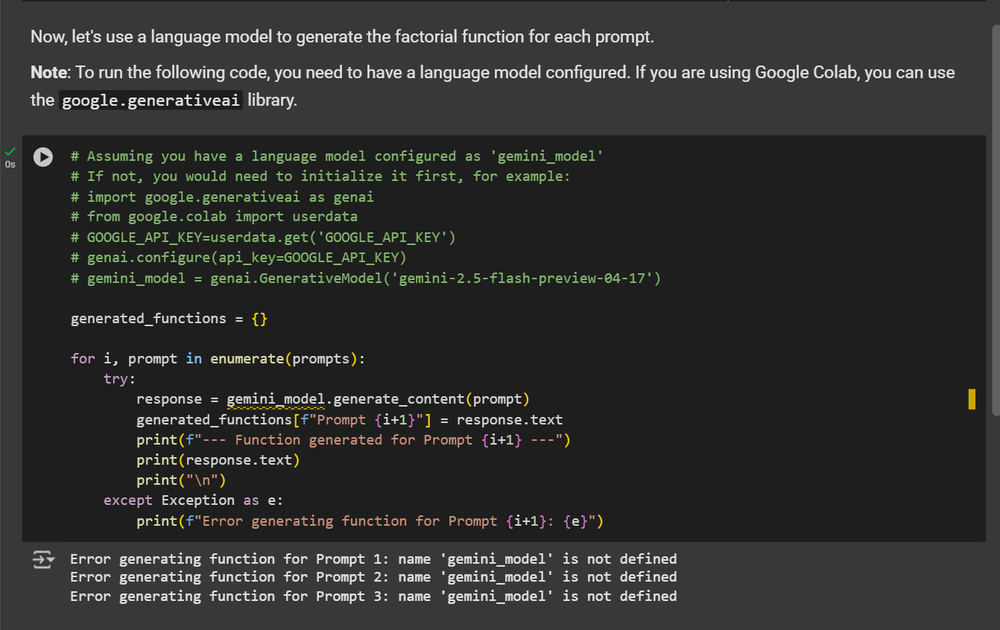 Now, let's use a language model to generate the factorial function for each prompt.
Note: To run the following code, you need to have a language model configured. If you are using Google Colab, you can use
the google.generativeai library.
0s
# Assuming you have a language model configured as 'gemini_model'
# If not, you would need to initialize it first, for example:
# import google.generativeai as genai
# from google.colab import userdata
# GOOGLE_API_KEY=userdata.get('GOOGLE_API_KEY')
# genai.configure(api_key=GOOGLE_API_KEY)
# gemini_model = genai.GenerativeModel('gemini-2.5-flash-preview-04-17')
generated_functions = {}
for i, prompt in enumerate(prompts):
    try:
        response = gemini_model.generate_content(prompt)
        generated_functions[f"Prompt {i+1}"] = response.text
        print(f"--- Function generated for Prompt {i+1} ---")
        print(response.text)
        print("\n")
    except Exception as e:
        print(f"Error generating function for Prompt {i+1}: {e}")
Error generating function for Prompt 1: name 'gemini_model' is not defined
Error generating function for Prompt 2: name 'gemini_model' is not defined
Error generating function for Prompt 3: name 'gemini_model' is not defined